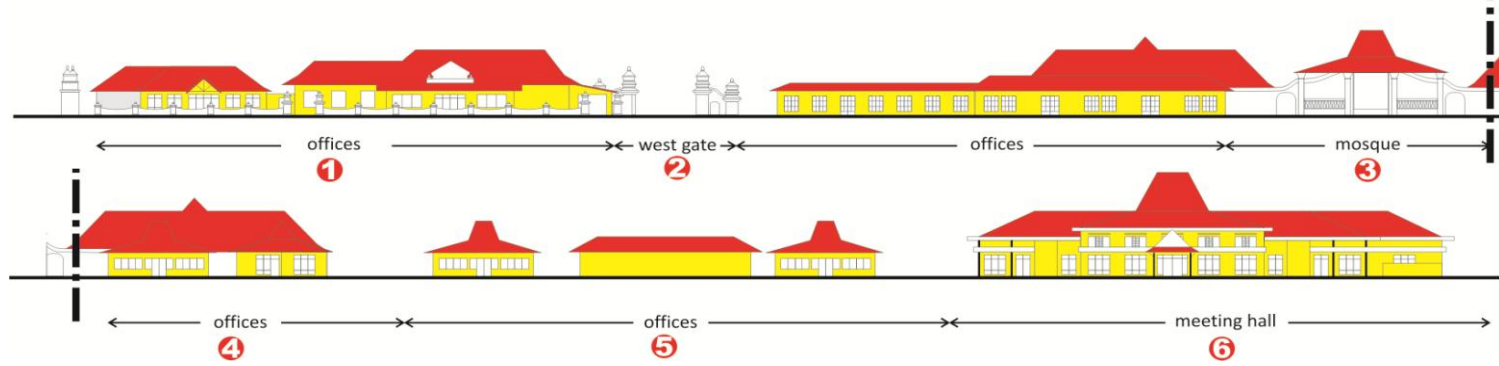 offices
west gate
offices
mosque
1
2
3
offices
offices
meeting hall
4
5
6